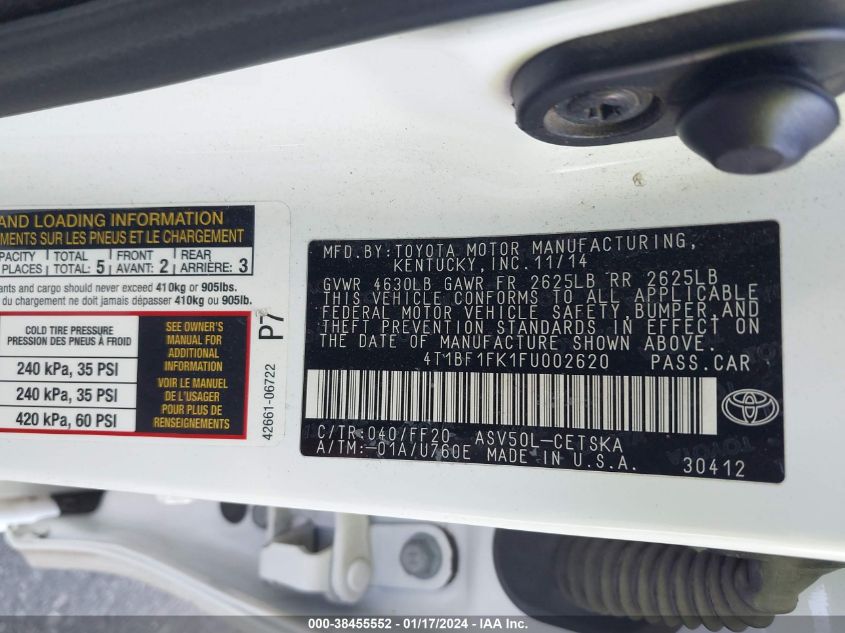 AND LOADING INFORMATION
EMENTS SUR LES PNEUS ET LE CHARGEMENT
PLACES TOTAL TOTAL: 5 FRONT AVANT: 2 REAR ARRIÈRE: 3
ants and cargo should never exceed 410kg or 905lbs.
du chargement ne doit jamais dépasser 410kg ou 905lb.
COLD TIRE PRESSURE
PRESSION DES PNEUS À FROID
240 kPa, 35 PSI
240 kPa, 35 PSI
420 kPa, 60 PSI
SEE OWNER'S
MANUAL FOR
ADDITIONAL
INFORMATION
VOIR LE MANUEL
DE L'USAGER
POUR PLUS DE
RENSEIGNEMENTS
42661-06722 P7
MFD.BY:TOYOTA MOTOR MANUFACTURING,
KENTUCKY,INC.11/14
GVWR 4630LB GAWR FR 2625LB RR 2625LB
THIS VEHICLE CONFORMS TO ALL APPLICABLE
FEDERAL MOTOR VEHICLE SAFETY,BUMPER,AND
THEFT PREVENTION STANDARDS IN EFFECT ON
THE DATE OF MANUFACTURE SHOWN ABOVE.
4T1BF1FK1FU002620 PASS.CAR
C/TR:040/FF20 ASV50L-CETSKA
A/TM:-01A/U760E MADE IN U.S.A. 30412
000-38455552 - 01/17/2024 - IAA Inc.